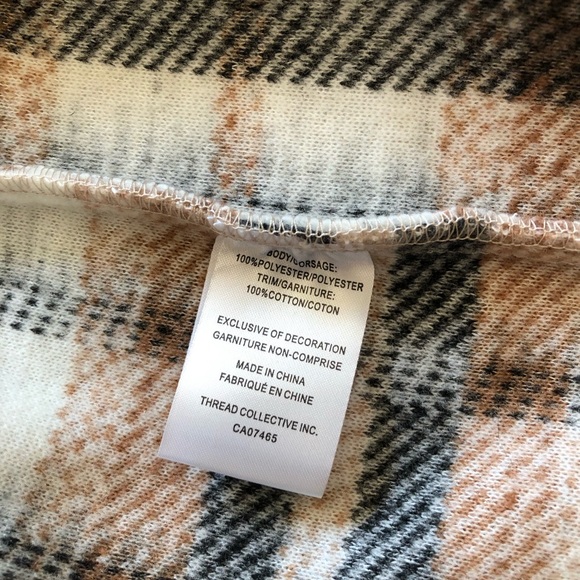 BODY/CORSAGE:
100%POLYESTER/POLYESTER
TRIM/GARNITURE:
100%COTTON/COTON
EXCLUSIVE OF DECORATION
GARNITURE NON-COMPRISE
MADE IN CHINA
FABRIQUÉ EN CHINE
THREAD COLLECTIVE INC.
CA07465